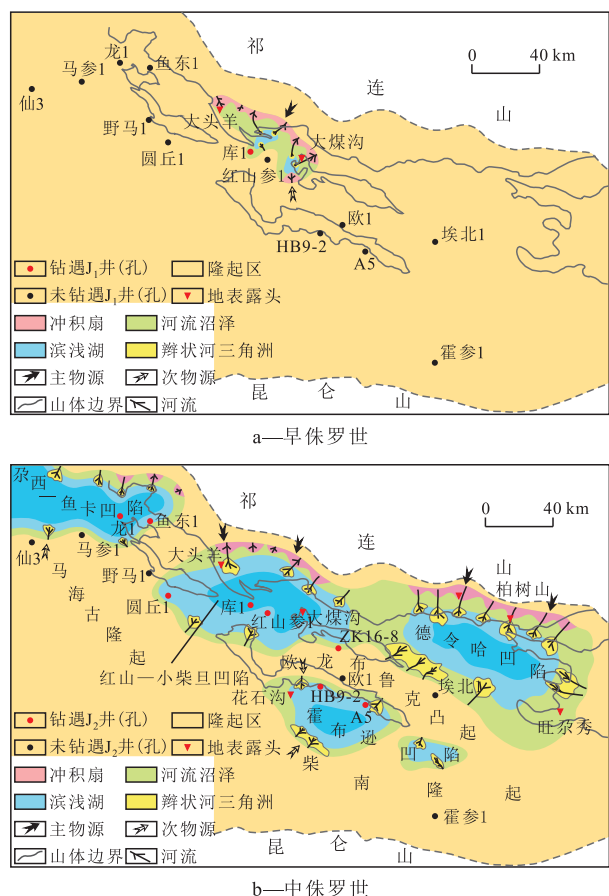 祁
连
山
0 40 km
龙1
鱼东1
马参1
仙3
大头羊
野马1
圆丘1
库1
大煤沟
红山参1
欧1
HB9-2
A5
埃北1
霍参1
昆 仑 山
钻遇J₁井(孔) 隆起区
未钻遇J₁井(孔) 地表露头
冲积扇 河流沼泽
滨浅湖 辫状河三角洲
主物源 次物源
山体边界 河流
a—早侏罗世
尕西—鱼卡凹陷
祁
连
山
0 40 km
龙1
鱼东1
仙3
马参1
大头羊
野马1
马海古隆起
圆丘1
库1
红山参1
大煤沟
柏树山
德令哈凹陷
ZK16-8
红山—小柴旦凹陷
欧龙布鲁克凸起
欧1
埃北1
花石沟
HB9-2
A5
霍布逊凹陷
旺尕秀
柴南隆起
霍参1
昆 仑 山
钻遇J₂井(孔) 隆起区
未钻遇J₂井(孔) 地表露头
冲积扇 河流沼泽
滨浅湖 辫状河三角洲
主物源 次物源
山体边界 河流
b—中侏罗世